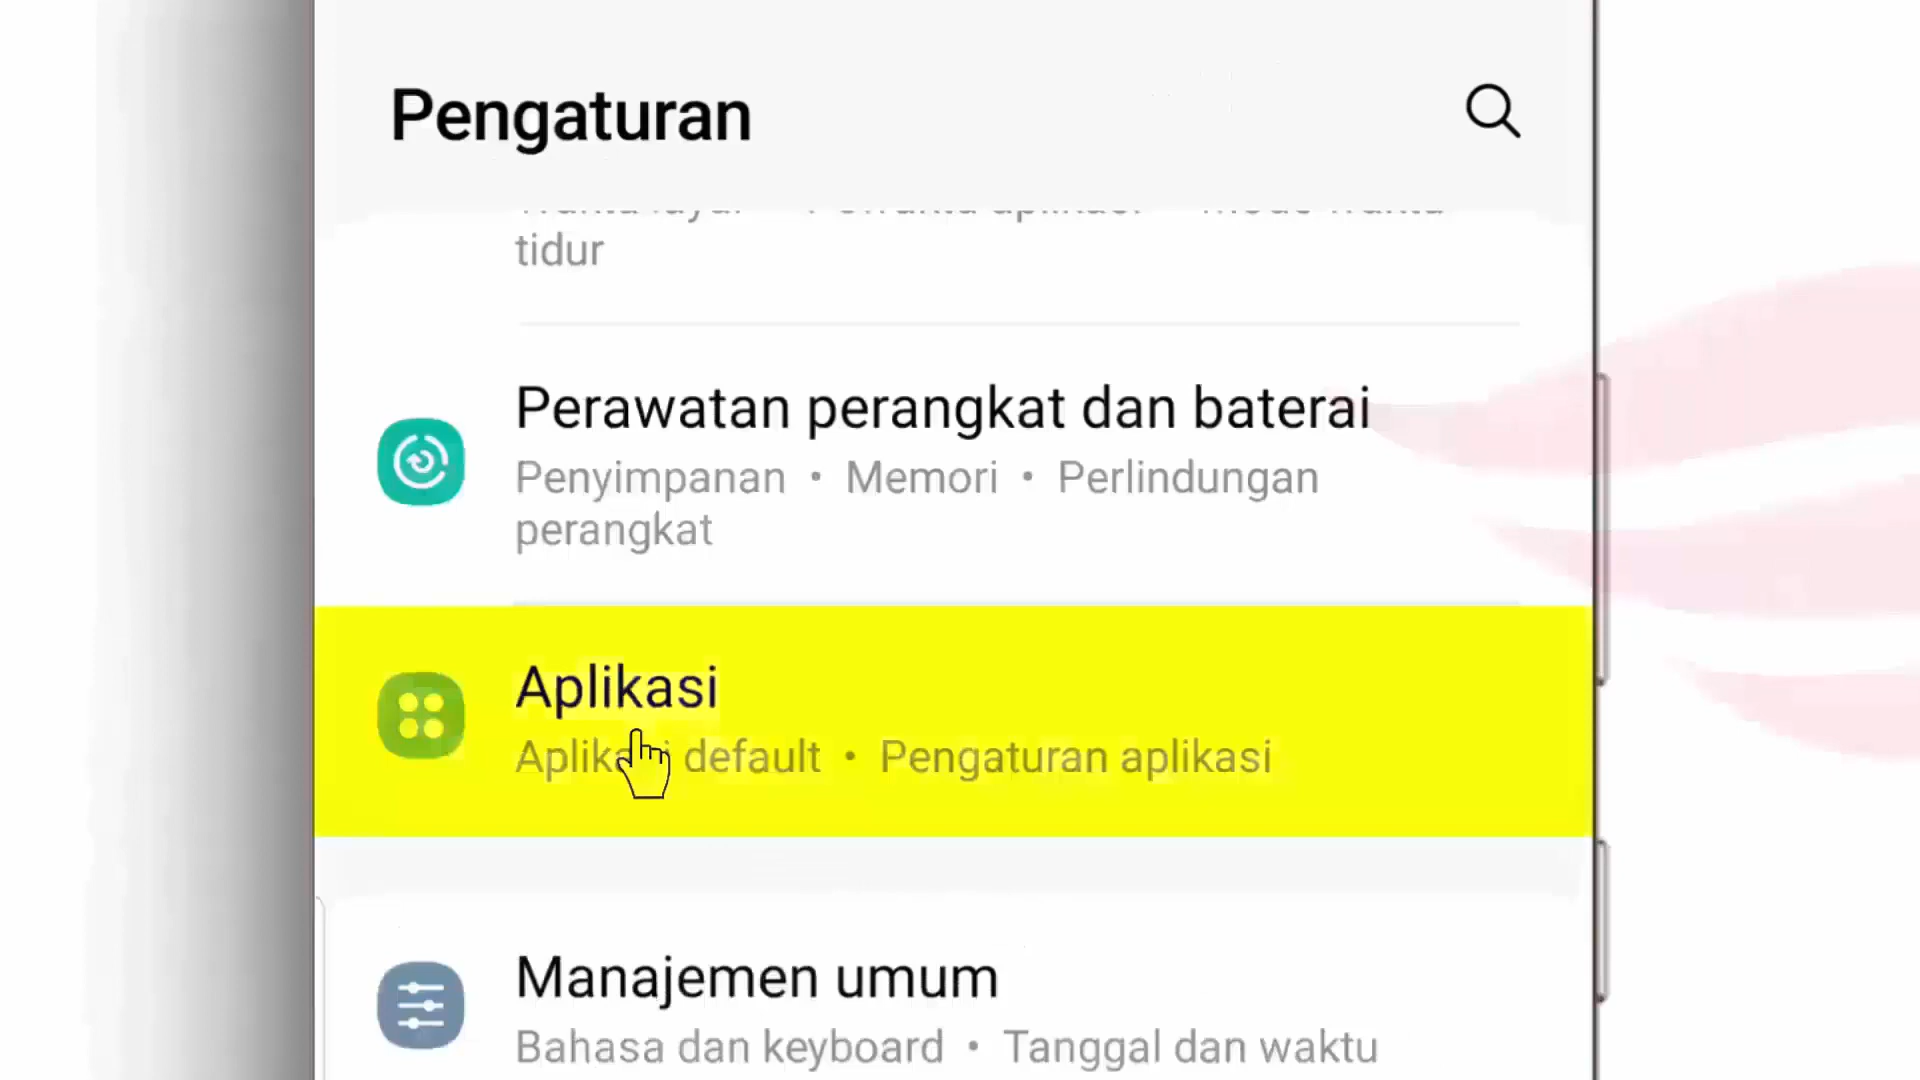 Pengaturan
tidur
Perawatan perangkat dan baterai
Penyimpanan • Memori • Perlindungan
perangkat
Aplikasi
Aplikasi default • Pengaturan aplikasi
Manajemen umum
Bahasa dan keyboard • Tanggal dan waktu